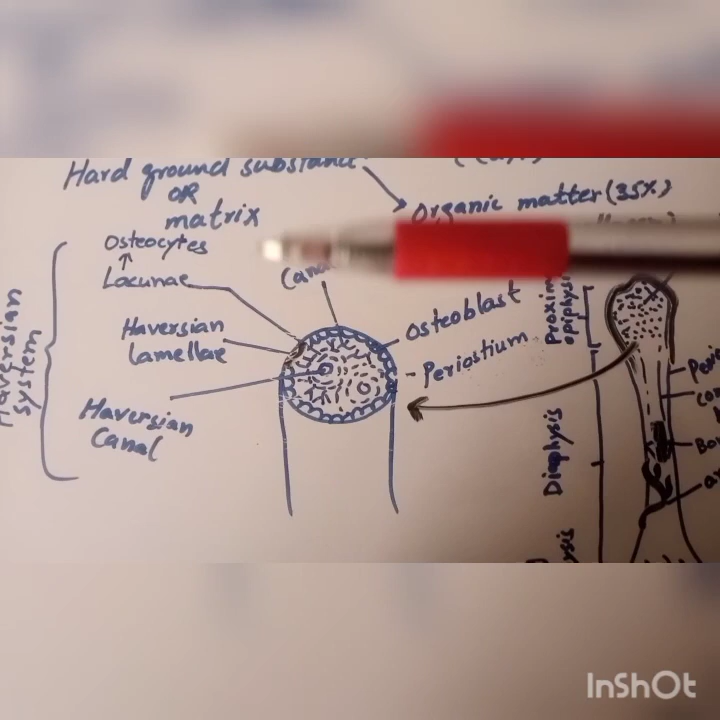 Hard ground substance
OR
matrix
Organic matter (35%)
Osteocytes
Lacunae
Haversian
Lamellae
Haversian
Canal
Haversian
system
Osteoblast
Periostium
Diaphysis
InShOt